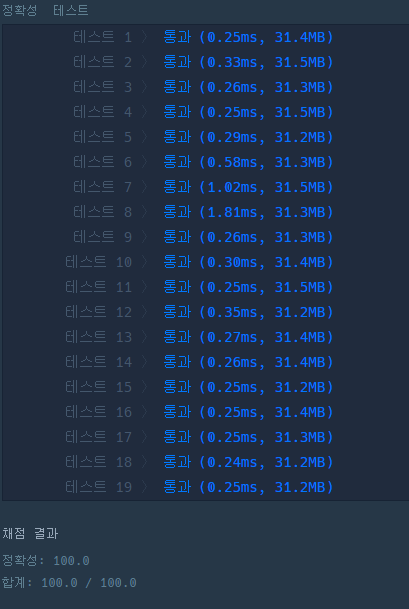 정확성 테스트
테스트 1 〉 통과 (0.25ms, 31.4MB)
테스트 2 〉 통과 (0.33ms, 31.5MB)
테스트 3 〉 통과 (0.26ms, 31.3MB)
테스트 4 〉 통과 (0.25ms, 31.5MB)
테스트 5 〉 통과 (0.29ms, 31.2MB)
테스트 6 〉 통과 (0.58ms, 31.3MB)
테스트 7 〉 통과 (1.02ms, 31.5MB)
테스트 8 〉 통과 (1.81ms, 31.3MB)
테스트 9 〉 통과 (0.26ms, 31.3MB)
테스트 10 〉 통과 (0.30ms, 31.4MB)
테스트 11 〉 통과 (0.25ms, 31.5MB)
테스트 12 〉 통과 (0.35ms, 31.2MB)
테스트 13 〉 통과 (0.27ms, 31.4MB)
테스트 14 〉 통과 (0.26ms, 31.4MB)
테스트 15 〉 통과 (0.25ms, 31.2MB)
테스트 16 〉 통과 (0.25ms, 31.4MB)
테스트 17 〉 통과 (0.25ms, 31.3MB)
테스트 18 〉 통과 (0.24ms, 31.2MB)
테스트 19 〉 통과 (0.25ms, 31.2MB)
채점 결과
정확성: 100.0
합계: 100.0 / 100.0